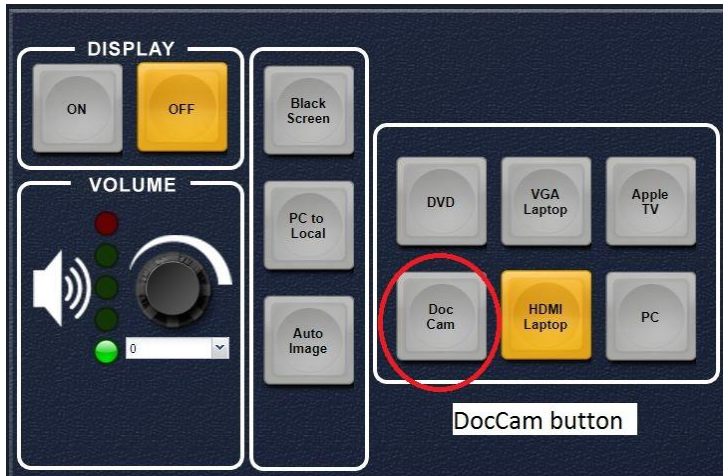 DISPLAY
ON
OFF
VOLUME
0
Black
Screen
PC to
Local
Auto
Image
DVD
VGA
Laptop
Apple
TV
Doc
Cam
HDMI
Laptop
PC
DocCam button